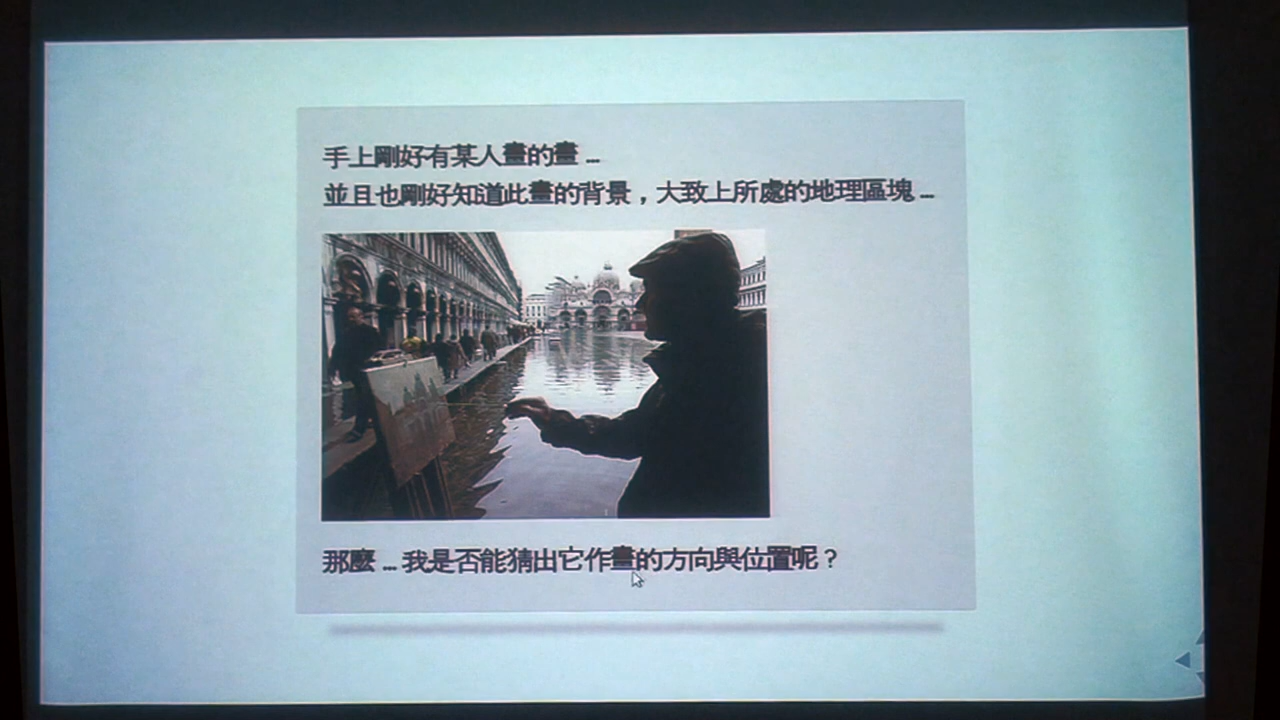 手上剛好有某人畫的畫 ...
並且也剛好知道此畫的背景，大致上所處的地理區塊 ...
那麼 ... 我是否能猜出它作畫的方向與位置呢？